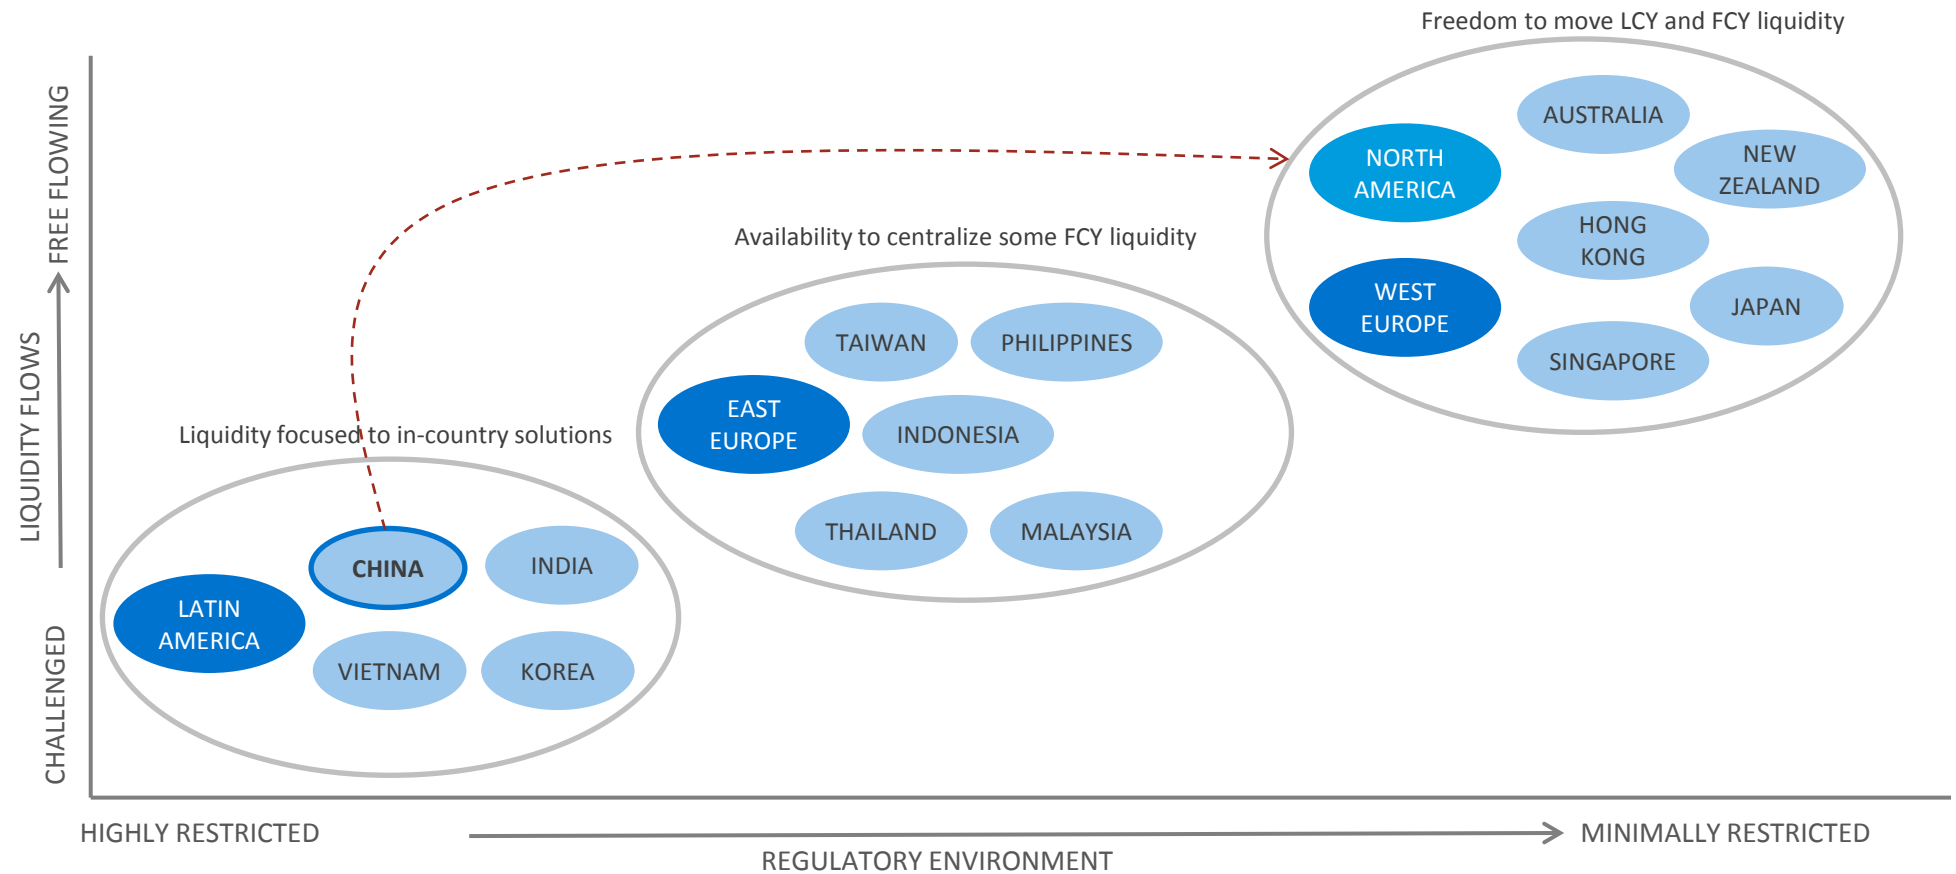 Freedom to move LCY and FCY liquidity
AUSTRALIA
NORTH
AMERICA
NEW
ZEALAND
HONG
KONG
WEST
EUROPE
JAPAN
SINGAPORE
Availability to centralize some FCY liquidity
TAIWAN
PHILIPPINES
EAST
EUROPE
INDONESIA
THAILAND
MALAYSIA
Liquidity focused to in-country solutions
CHINA
INDIA
LATIN
AMERICA
VIETNAM
KOREA
FREE FLOWING
LIQUIDITY FLOWS
CHALLENGED
HIGHLY RESTRICTED
MINIMALLY RESTRICTED
REGULATORY ENVIRONMENT